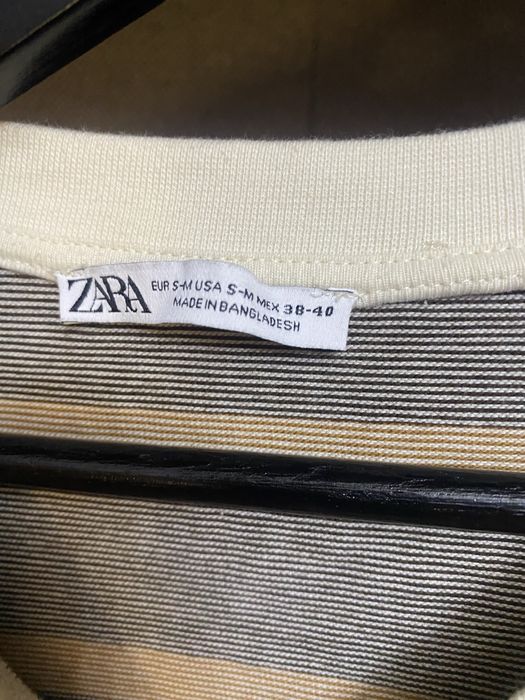 ZARA
EUR S-M USA S-M MEX 38-40
MADE IN BANGLADESH